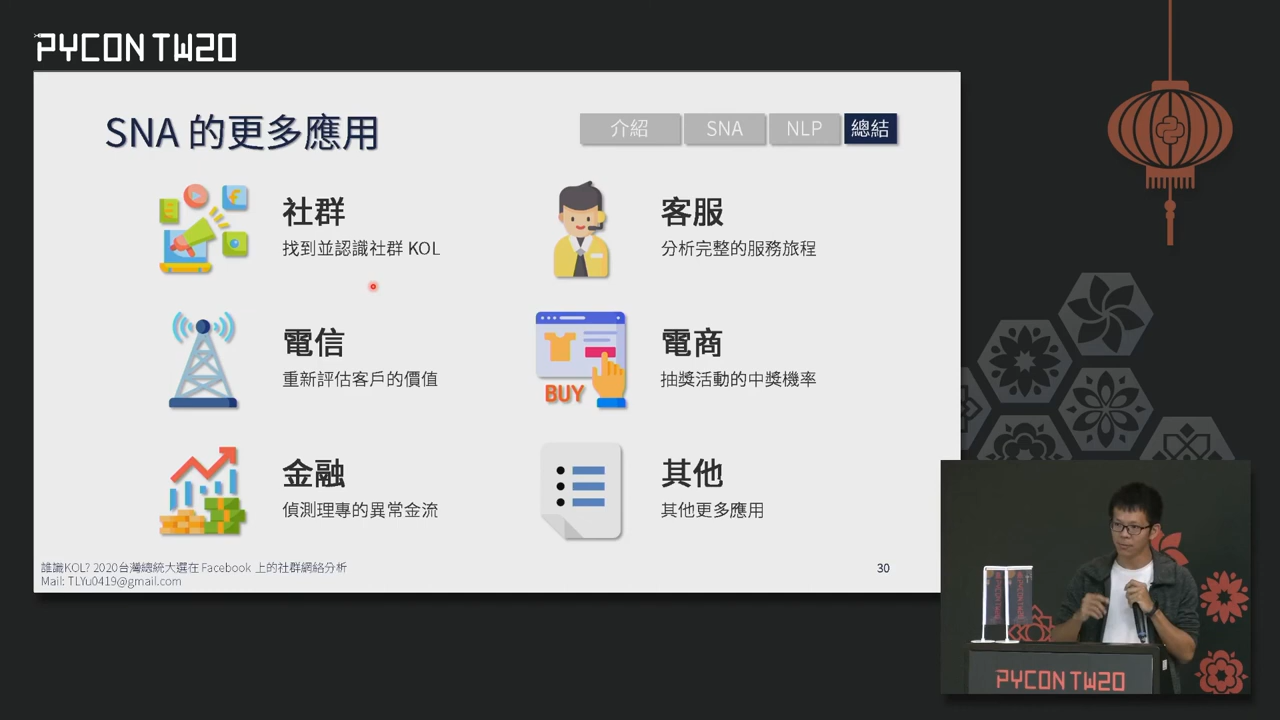 PYCON TW20
SNA 的更多應用
介紹 SNA NLP 總結
社群
找到並認識社群 KOL
客服
分析完整的服務旅程
電信
重新評估客戶的價值
BUY
電商
抽獎活動的中獎機率
金融
偵測理專的異常金流
其他
其他更多應用
誰識KOL? 2020台灣總統大選在 Facebook 上的社群網絡分析
Mail: TLYu0419@gmail.com
30
PYCON TW20